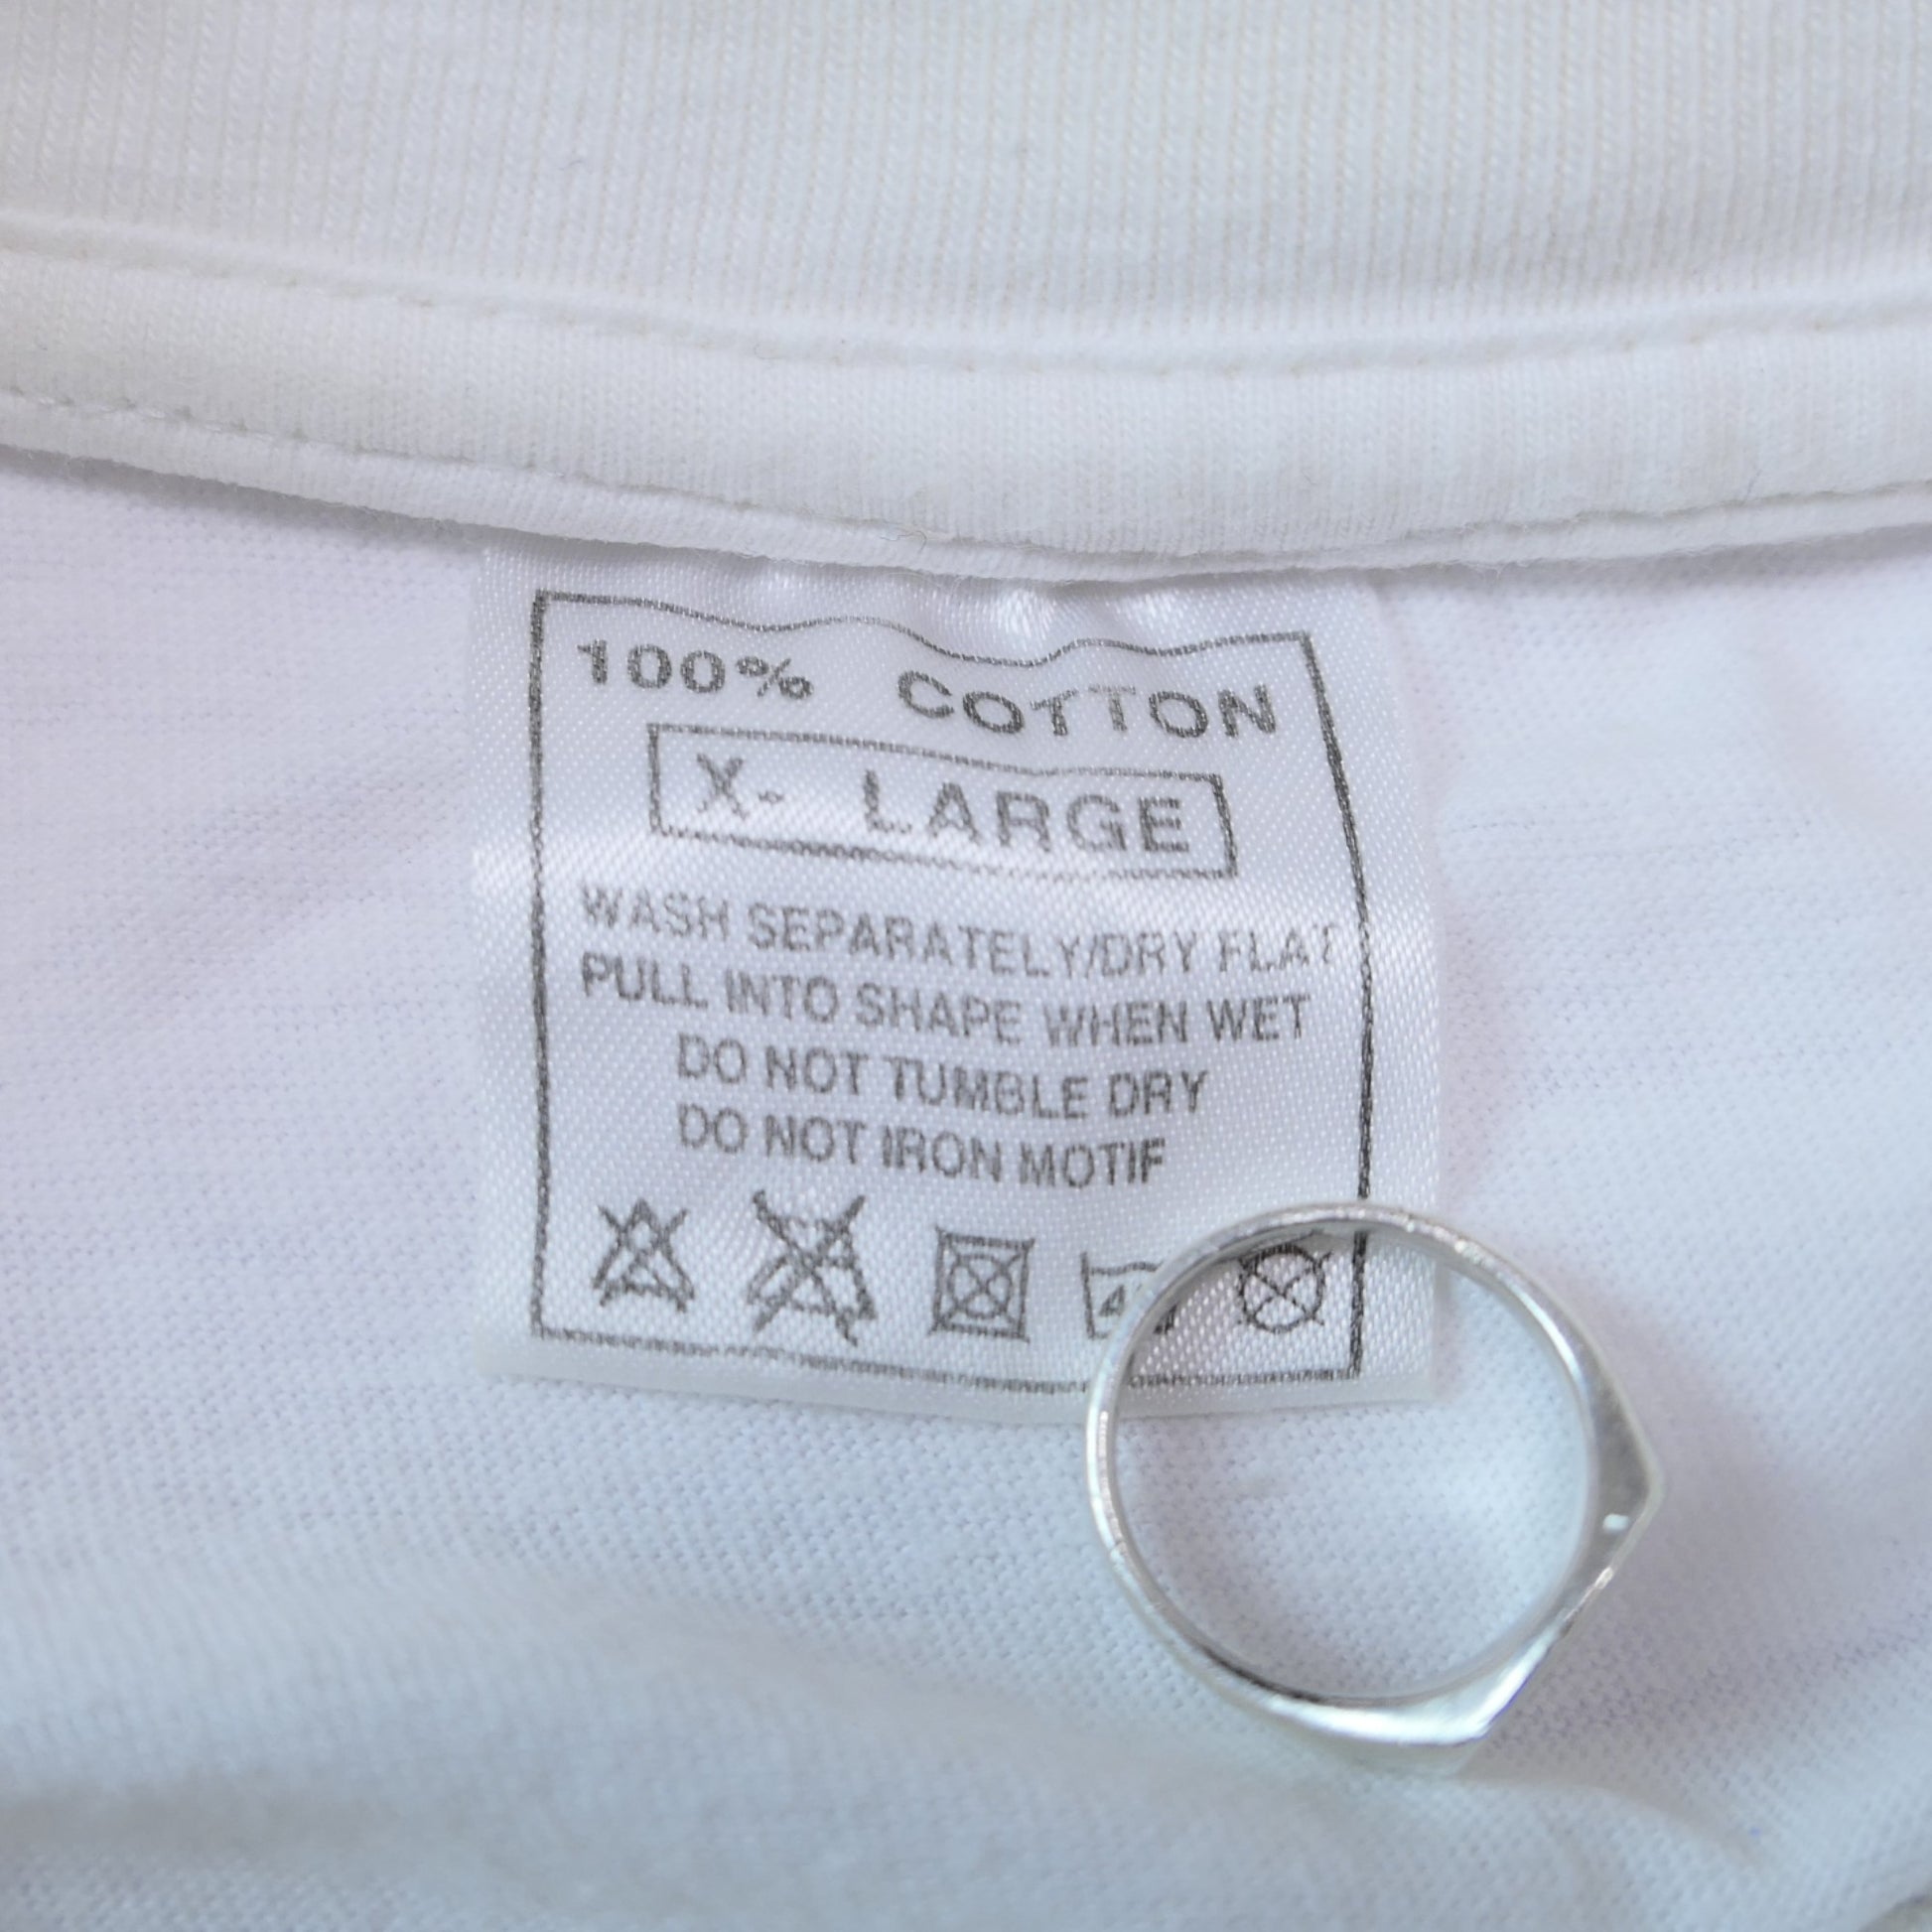 100% COTTON
X- LARGE
WASH SEPARATELY/DRY FLAT
PULL INTO SHAPE WHEN WET
DO NOT TUMBLE DRY
DO NOT IRON MOTIF